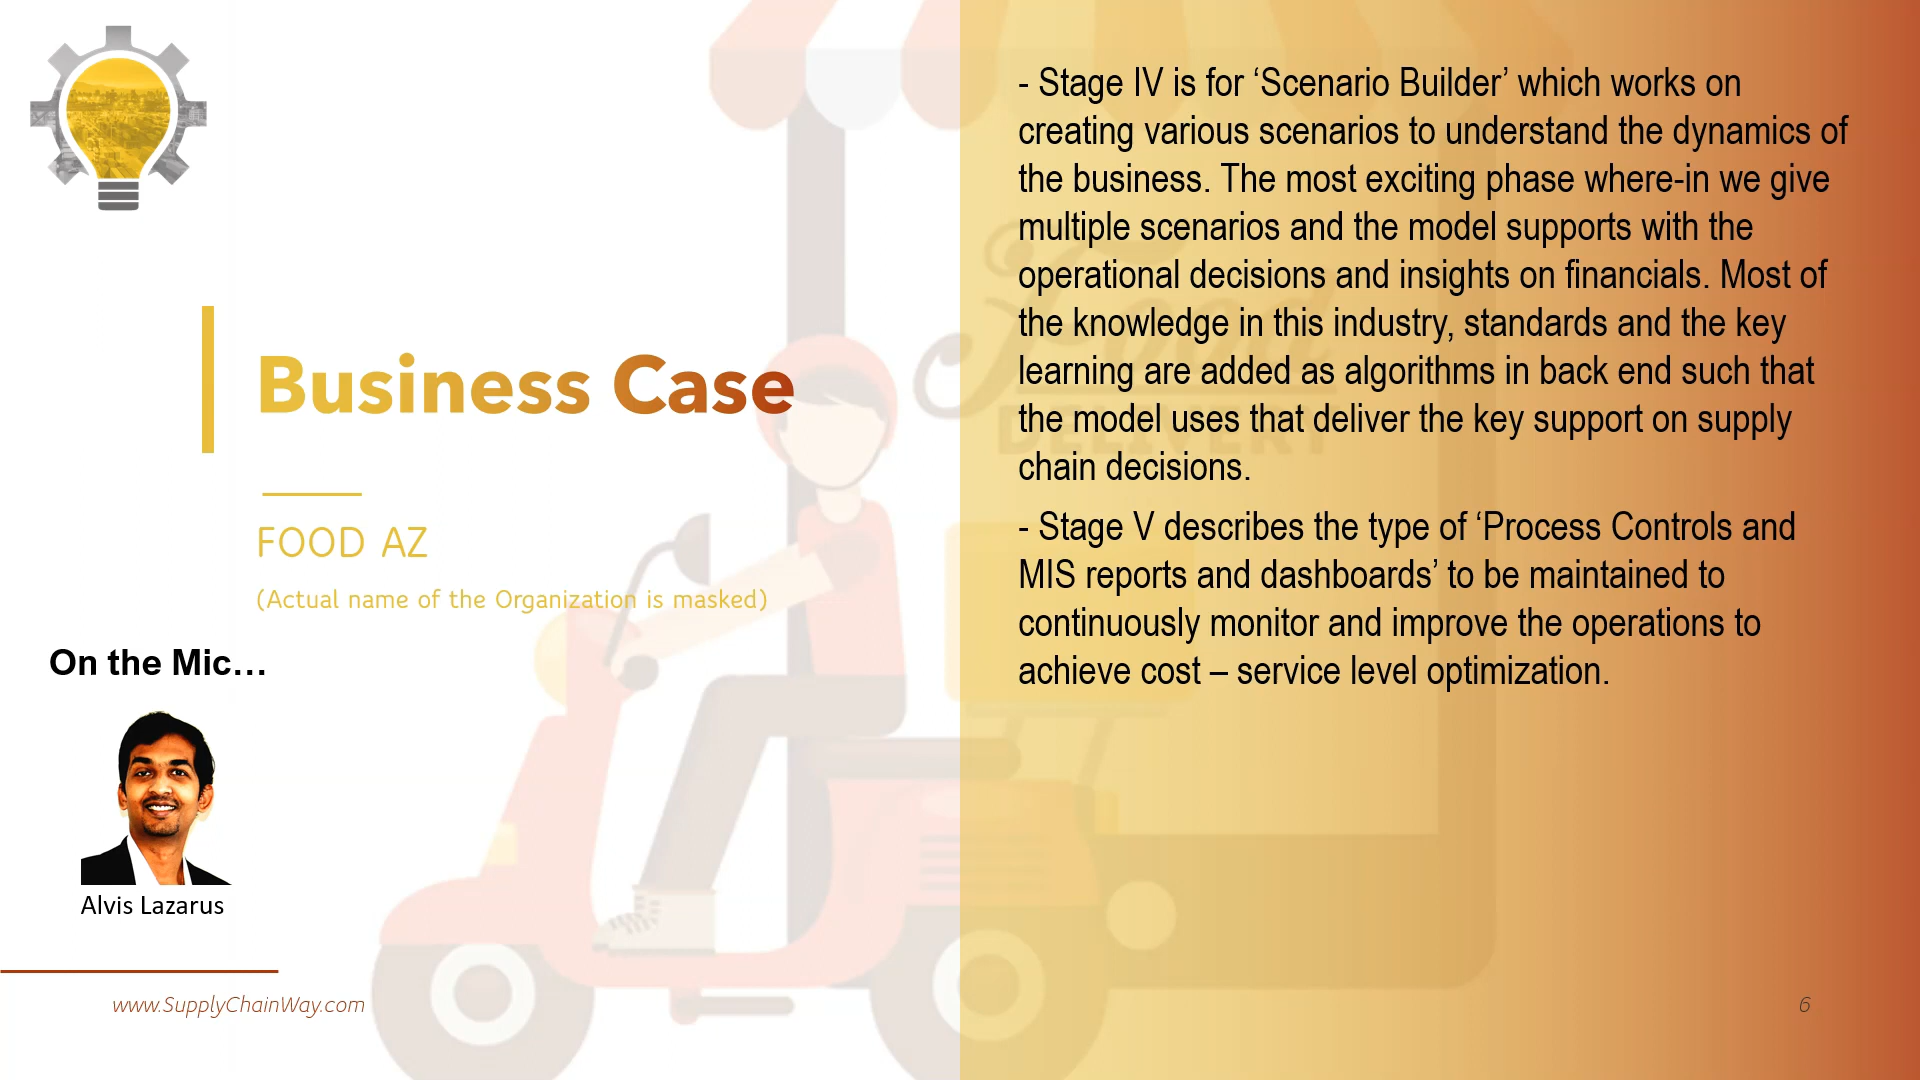 Business Case
FOOD AZ
(Actual name of the Organization is masked)
On the Mic…
Alvis Lazarus
www.SupplyChainWay.com
- Stage IV is for ‘Scenario Builder’ which works on
creating various scenarios to understand the dynamics of
the business. The most exciting phase where-in we give
multiple scenarios and the model supports with the
operational decisions and insights on financials. Most of
the knowledge in this industry, standards and the key
learning are added as algorithms in back end such that
the model uses that deliver the key support on supply
chain decisions.
- Stage V describes the type of ‘Process Controls and
MIS reports and dashboards’ to be maintained to
continuously monitor and improve the operations to
achieve cost – service level optimization.
Food
DELIVERY
6